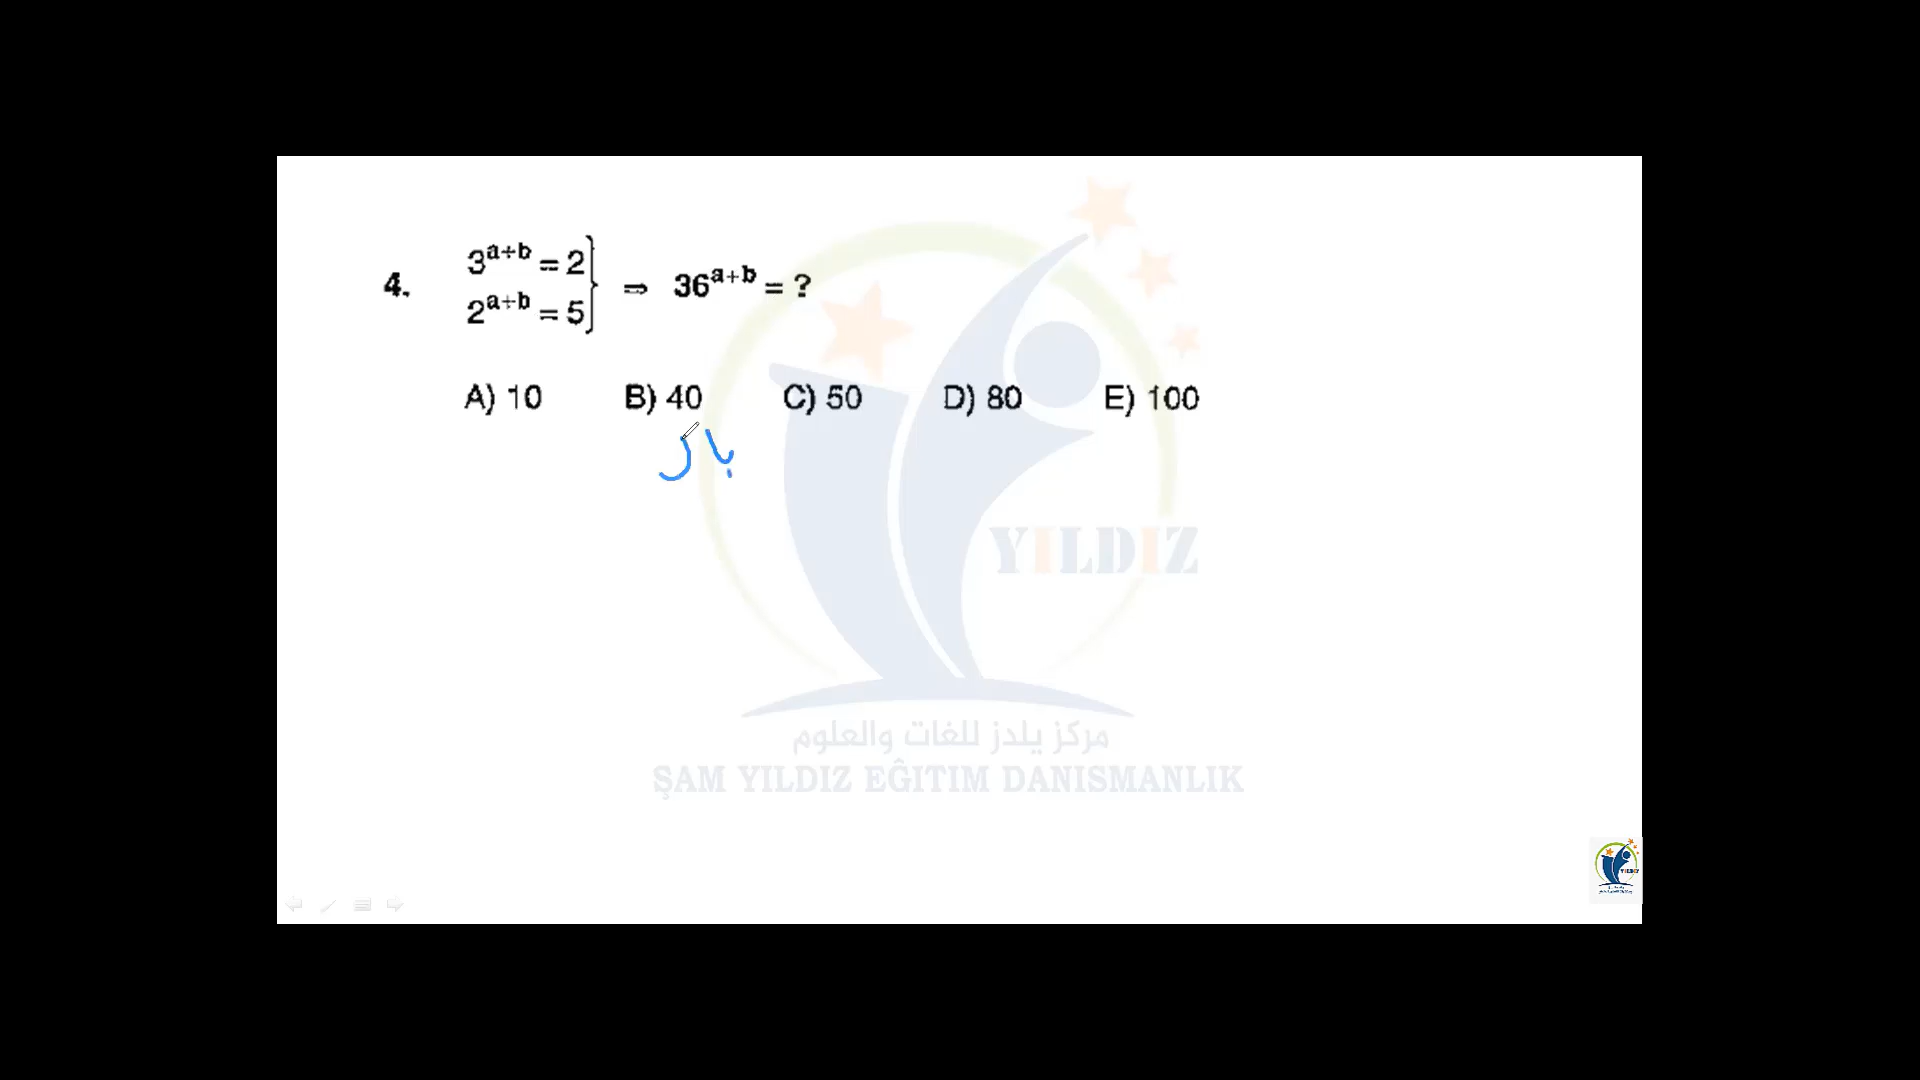 4. 3^{a+b} = 2
2^{a+b} = 5 } ⇒ 36^{a+b} = ?
A) 10 B) 40 C) 50 D) 80 E) 100
YILDIZ
مركز يلدز للغات والعلوم
ŞAM YILDIZ EĞITIM DANISMANLIK
YILDIZ